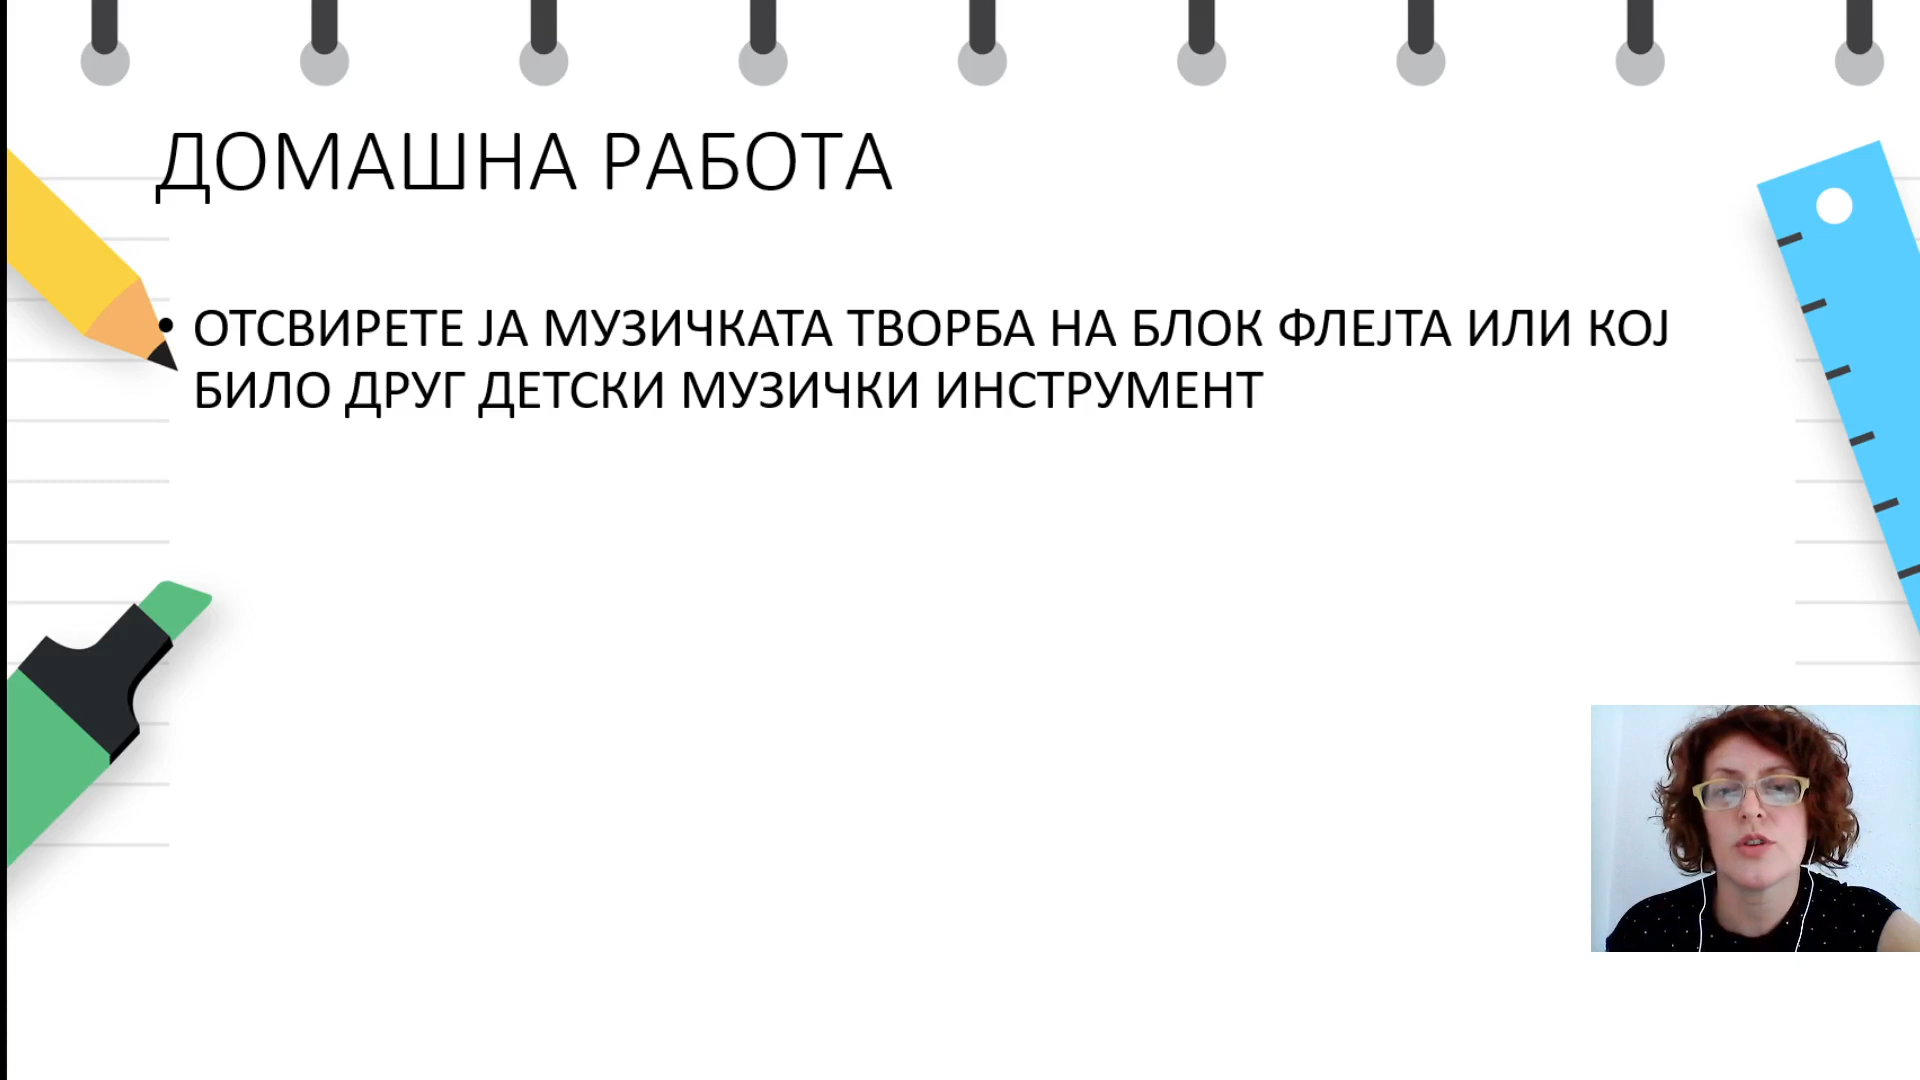 ДОМАШНА РАБОТА
• ОТСВИРЕТЕ ЈА МУЗИЧКАТА ТВОРБА НА БЛОК ФЛЕЈТА ИЛИ КОЈ
БИЛО ДРУГ ДЕТСКИ МУЗИЧКИ ИНСТРУМЕНТ